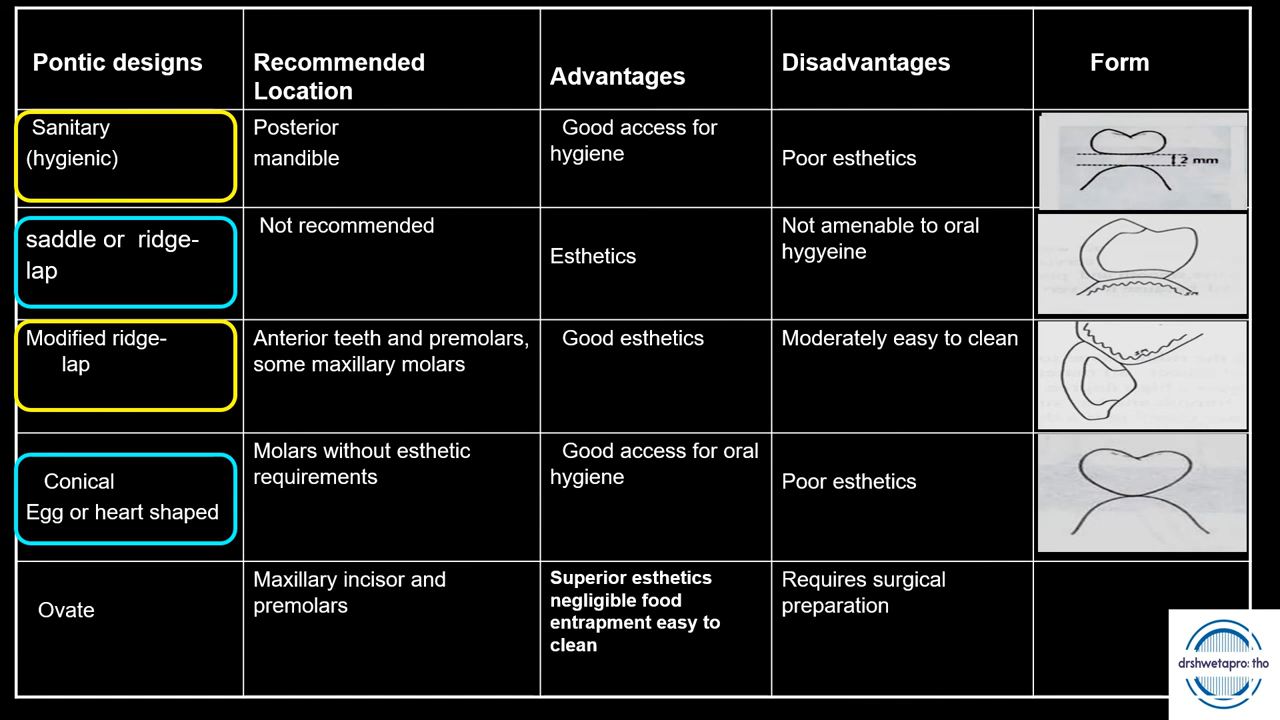 Pontic designs
Recommended
Location
Advantages
Disadvantages
Form
Sanitary
(hygienic)
Posterior
mandible
Good access for
hygiene
Poor esthetics
2 mm
saddle or ridge-
lap
Not recommended
Esthetics
Not amenable to oral
hygyeine
Modified ridge-
lap
Anterior teeth and premolars,
some maxillary molars
Good esthetics
Moderately easy to clean
Conical
Egg or heart shaped
Molars without esthetic
requirements
Good access for oral
hygiene
Poor esthetics
Ovate
Maxillary incisor and
premolars
Superior esthetics
negligible food
entrapment easy to
clean
Requires surgical
preparation
drshwetapro: tho